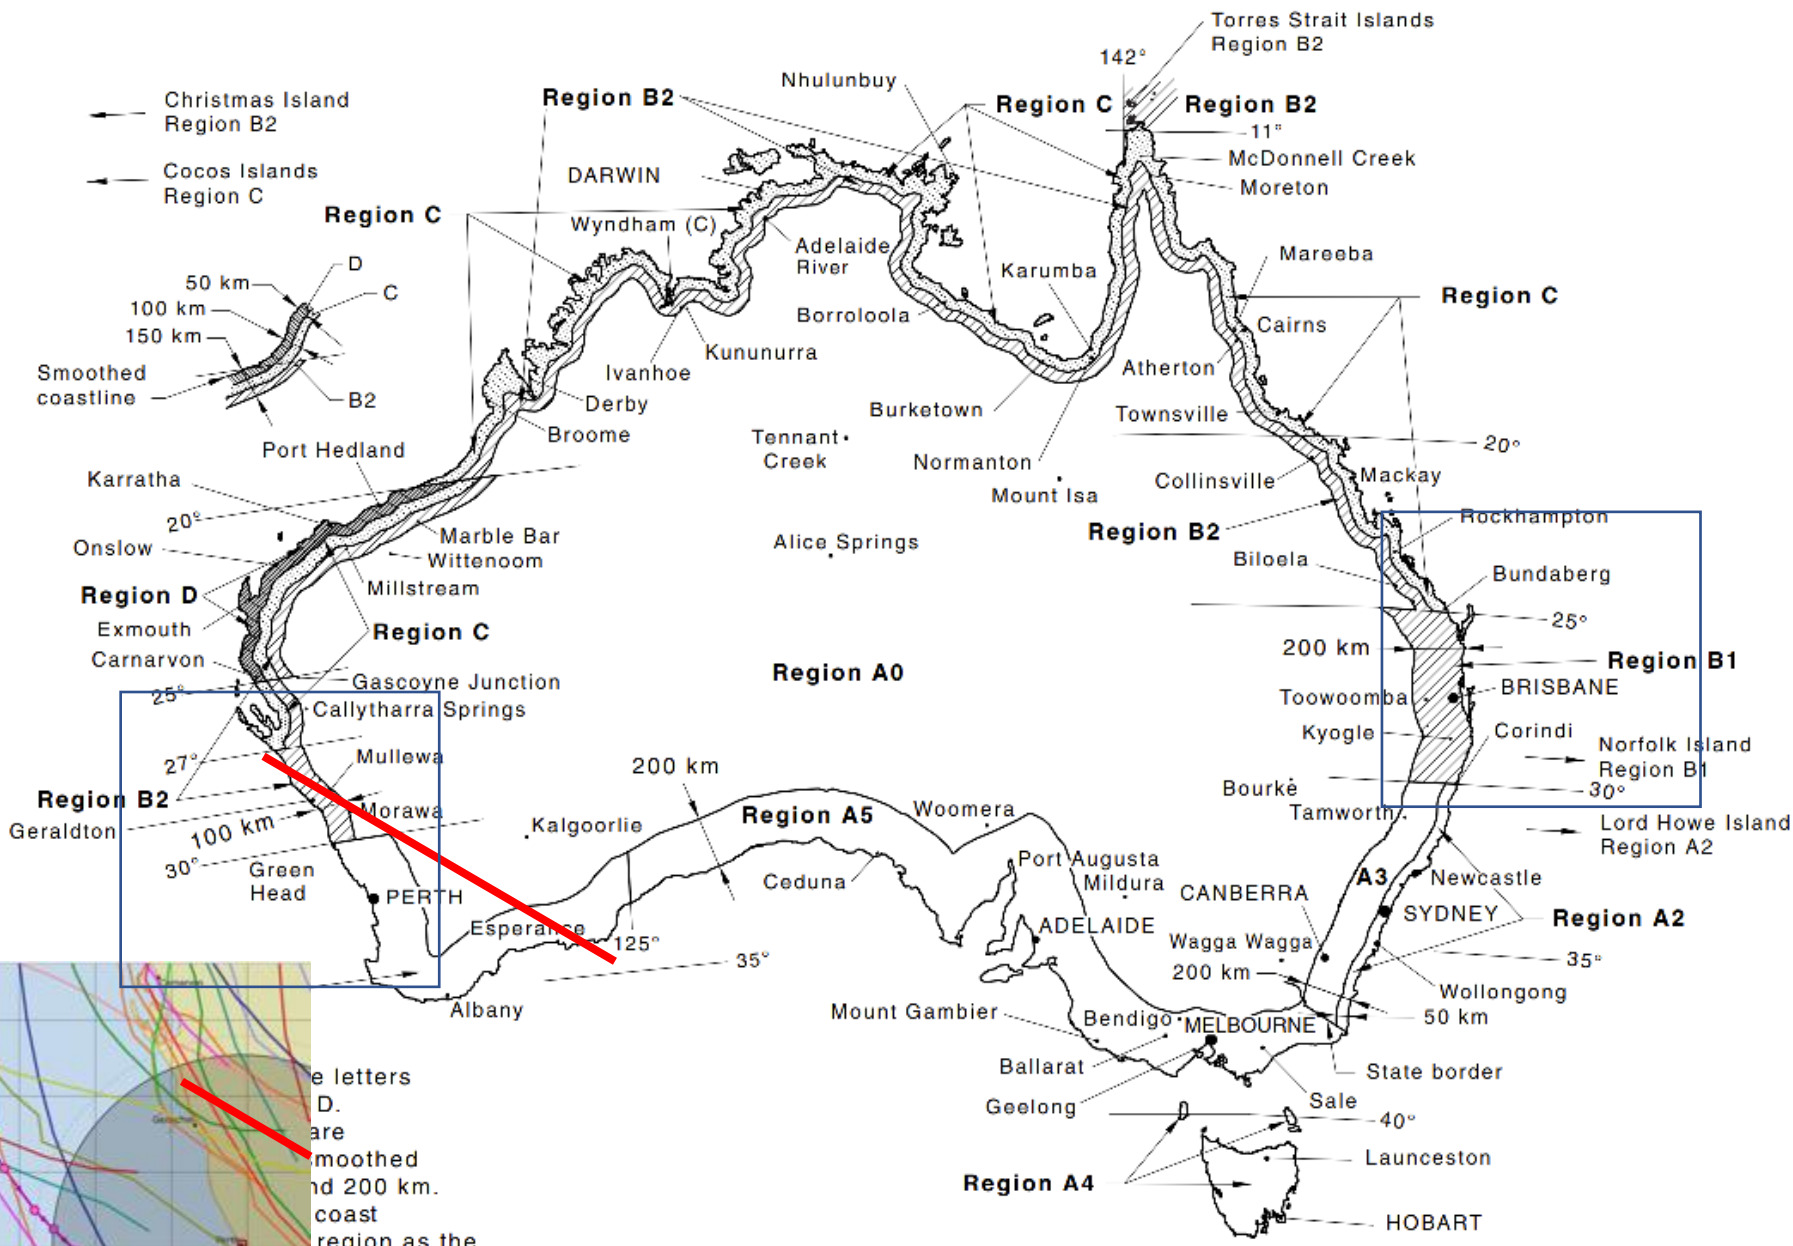 Torres Strait Islands
Region B2
142°
Nhulunbuy
Christmas Island
Region B2
Region B2
Region C
Region B2
11°
McDonnell Creek
Moreton
Cocos Islands
Region C
DARWIN
Region C
Wyndham (C)
Adelaide
River
Karumba
Mareeba
Region C
D
50 km
C
100 km
150 km
Smoothed
coastline
B2
Borroloola
Cairns
Kununurra
Ivanhoe
Atherton
Derby
Burketown
Townsville
Broome
Port Hedland
Tennant
Creek
Normanton
20°
Karratha
Mount Isa
Collinsville
Mackay
20°
Marble Bar
Wittenoom
Onslow
Alice Springs
Region B2
Rockhampton
Biloela
Bundaberg
Millstream
Region D
Exmouth
Region C
25°
Carnarvon
200 km
Region B1
Region A0
25°
Gascoyne Junction
Toowoomba
BRISBANE
Callytharra Springs
Kyogle
Corindi
27°
Mullewa
200 km
Norfolk Island
Region B1
Region B2
Geraldton
100 km
Morawa
Kalgoorlie
Region A5
Woomera
Bourke
30°
Tamworth
Lord Howe Island
Region A2
30°
Green
Head
Ceduna
Port Augusta
Mildura
A3
Newcastle
PERTH
CANBERRA
SYDNEY
Region A2
Esperance
125°
ADELAIDE
Wagga Wagga
35°
200 km
35°
Wollongong
Albany
Mount Gambier
Bendigo
MELBOURNE
50 km
Ballarat
State border
Geelong
Sale
40°
Launceston
Region A4
HOBART
e letters
D.
are
smoothed
nd 200 km.
coast
region as the